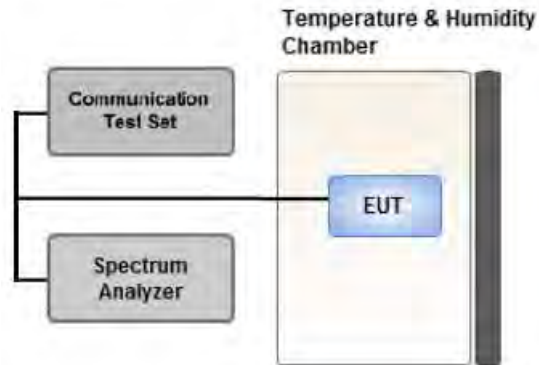 Temperature & Humidity
Chamber
Communication
Test Set
EUT
Spectrum
Analyzer